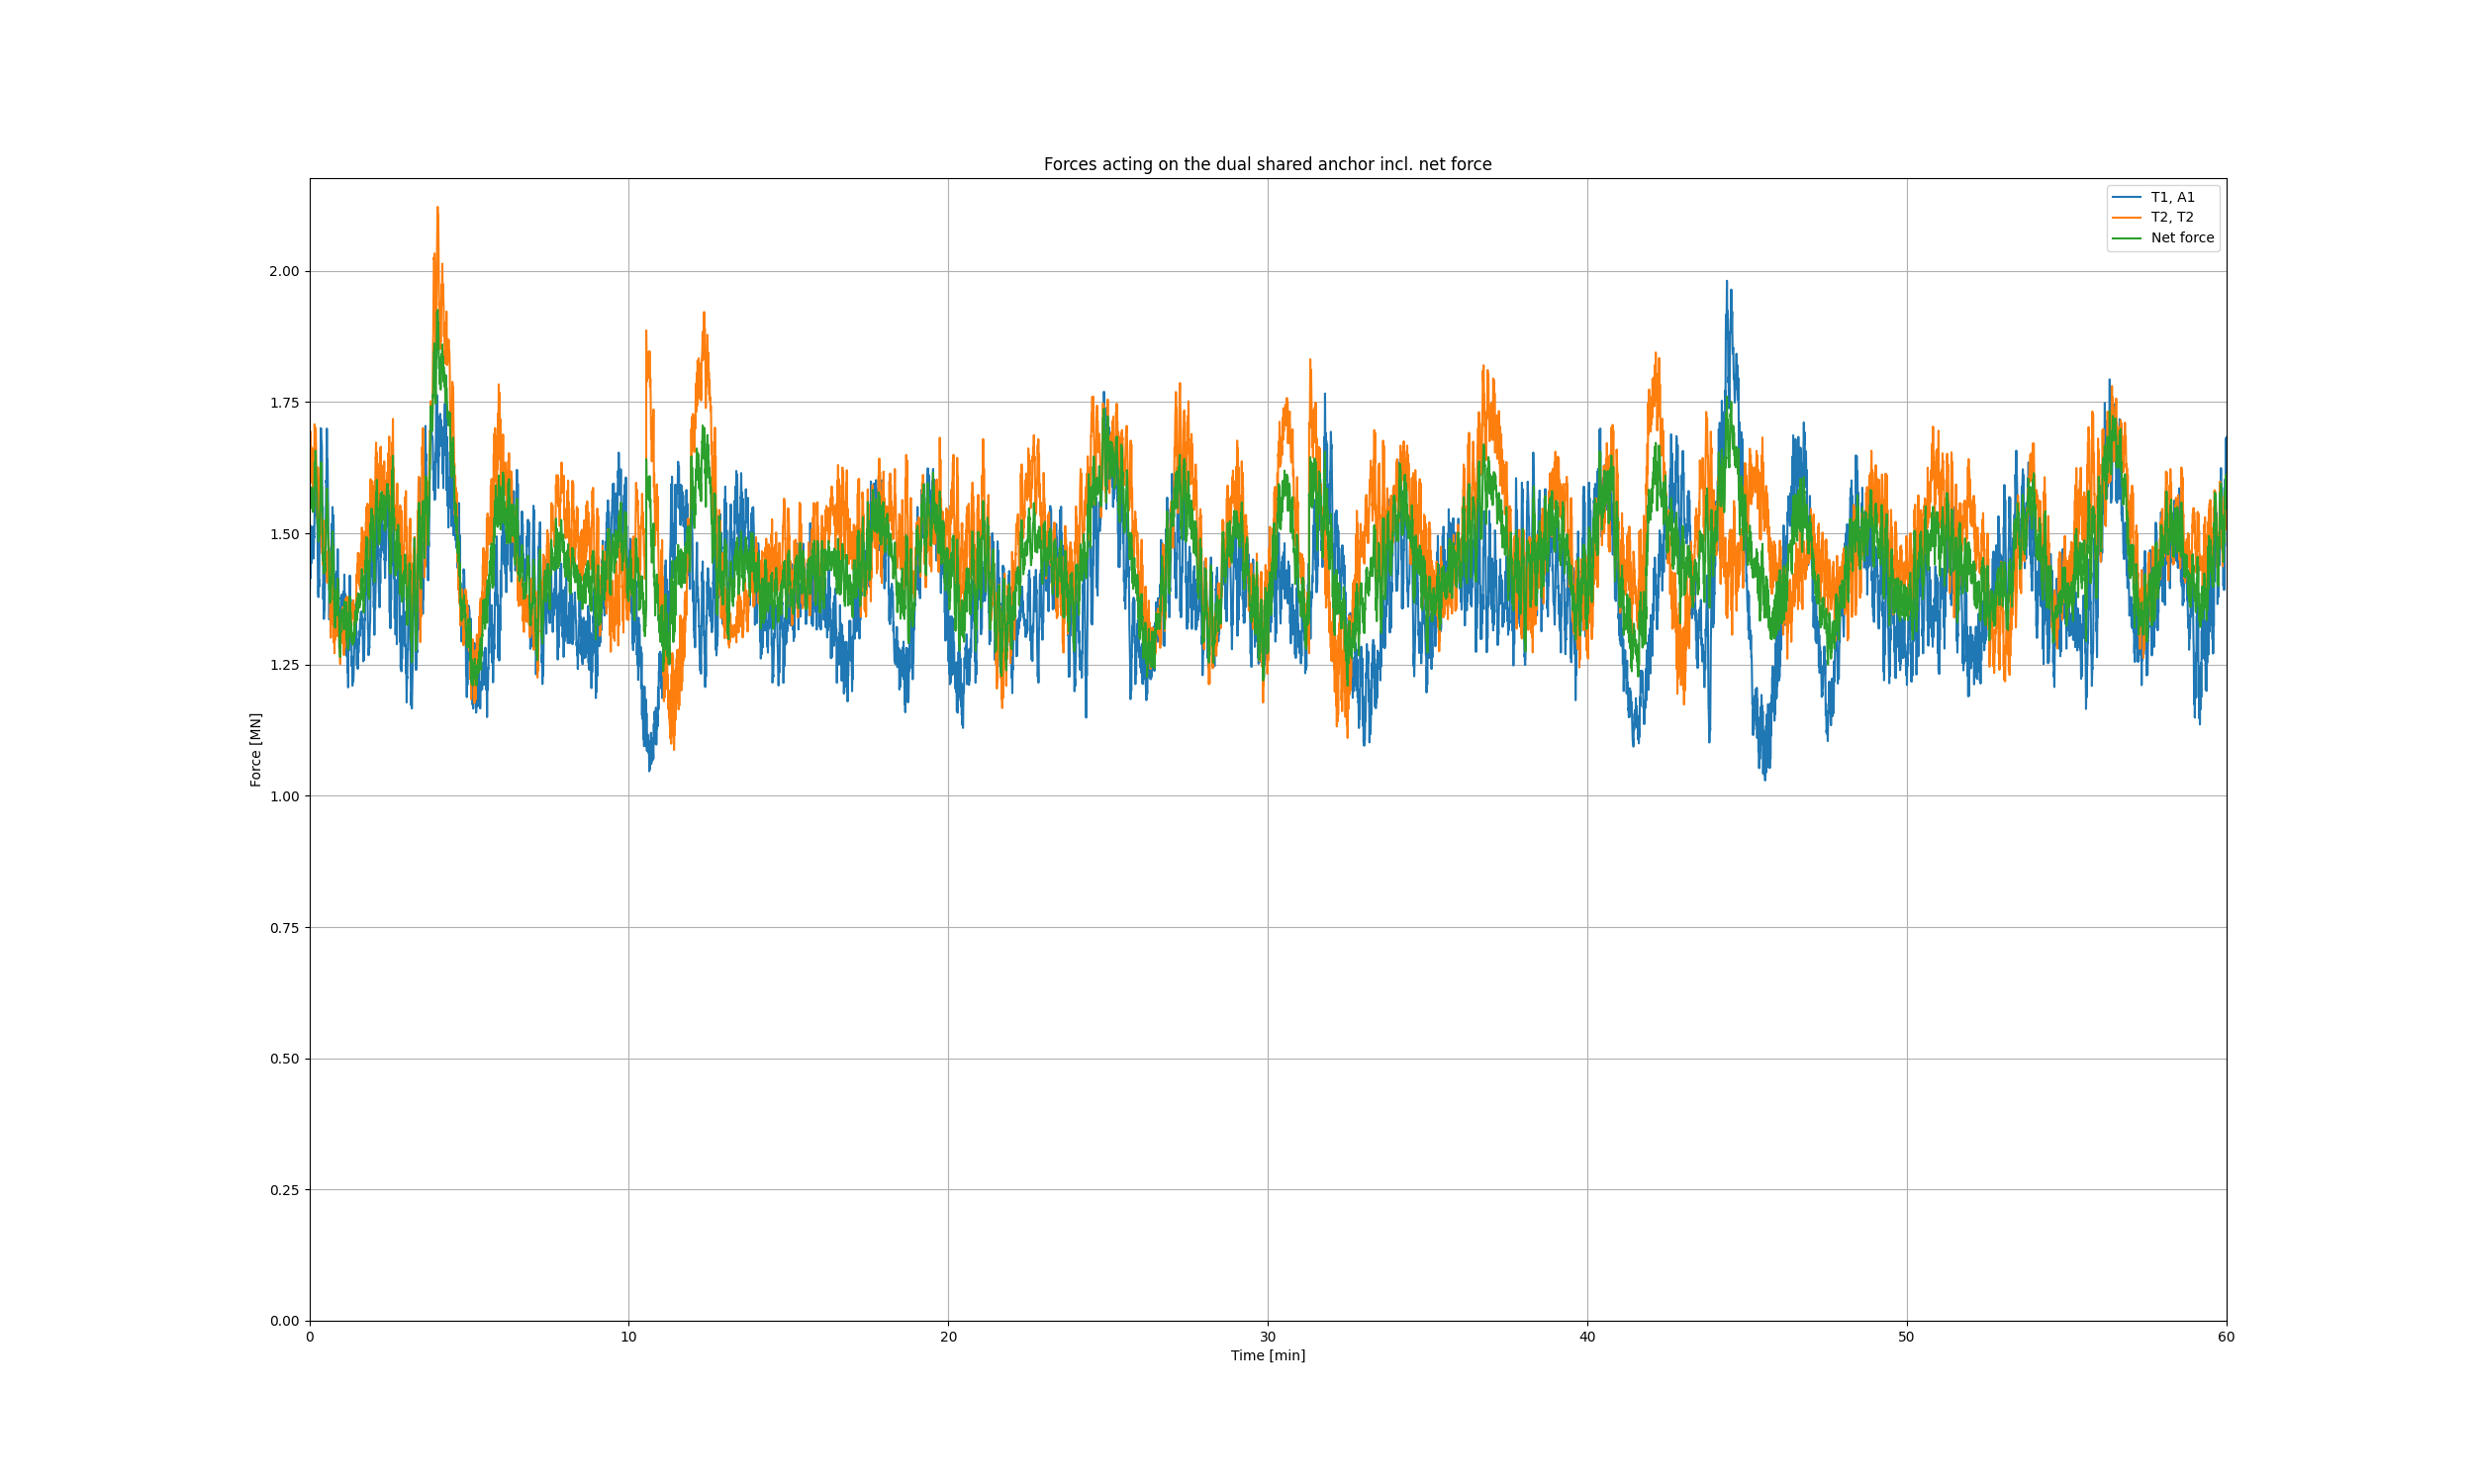 Forces acting on the dual shared anchor incl. net force
T1, A1
T2, T2
Net force
2.00
1.75
1.50
1.25
1.00
0.75
0.50
0.25
0.00
Force [MN]
0 10 20 30 40 50 60
Time [min]